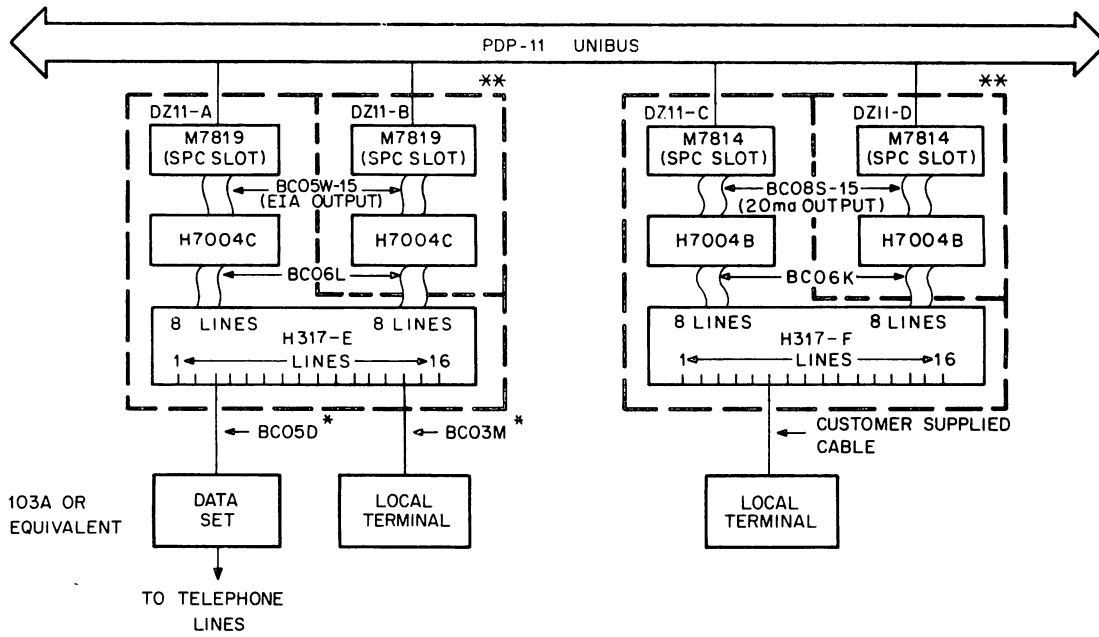 PDP-11 UNIBUS
** **
DZ11-A DZ11-B DZ11-C DZ11-D
M7819 M7819 M7814 M7814
(SPC SLOT) (SPC SLOT) (SPC SLOT) (SPC SLOT)
BC05W-15 BC08S-15
(EIA OUTPUT) (20ma OUTPUT)
H7004C H7004C H7004B H7004B
BC06L BC06K
8 LINES 8 LINES 8 LINES 8 LINES
H317-E H317-F
1 LINES 16 1 LINES 16
BC05D * BC03M * CUSTOMER SUPPLIED
CABLE
103A OR DATA LOCAL LOCAL
EQUIVALENT SET TERMINAL TERMINAL
TO TELEPHONE
LINES